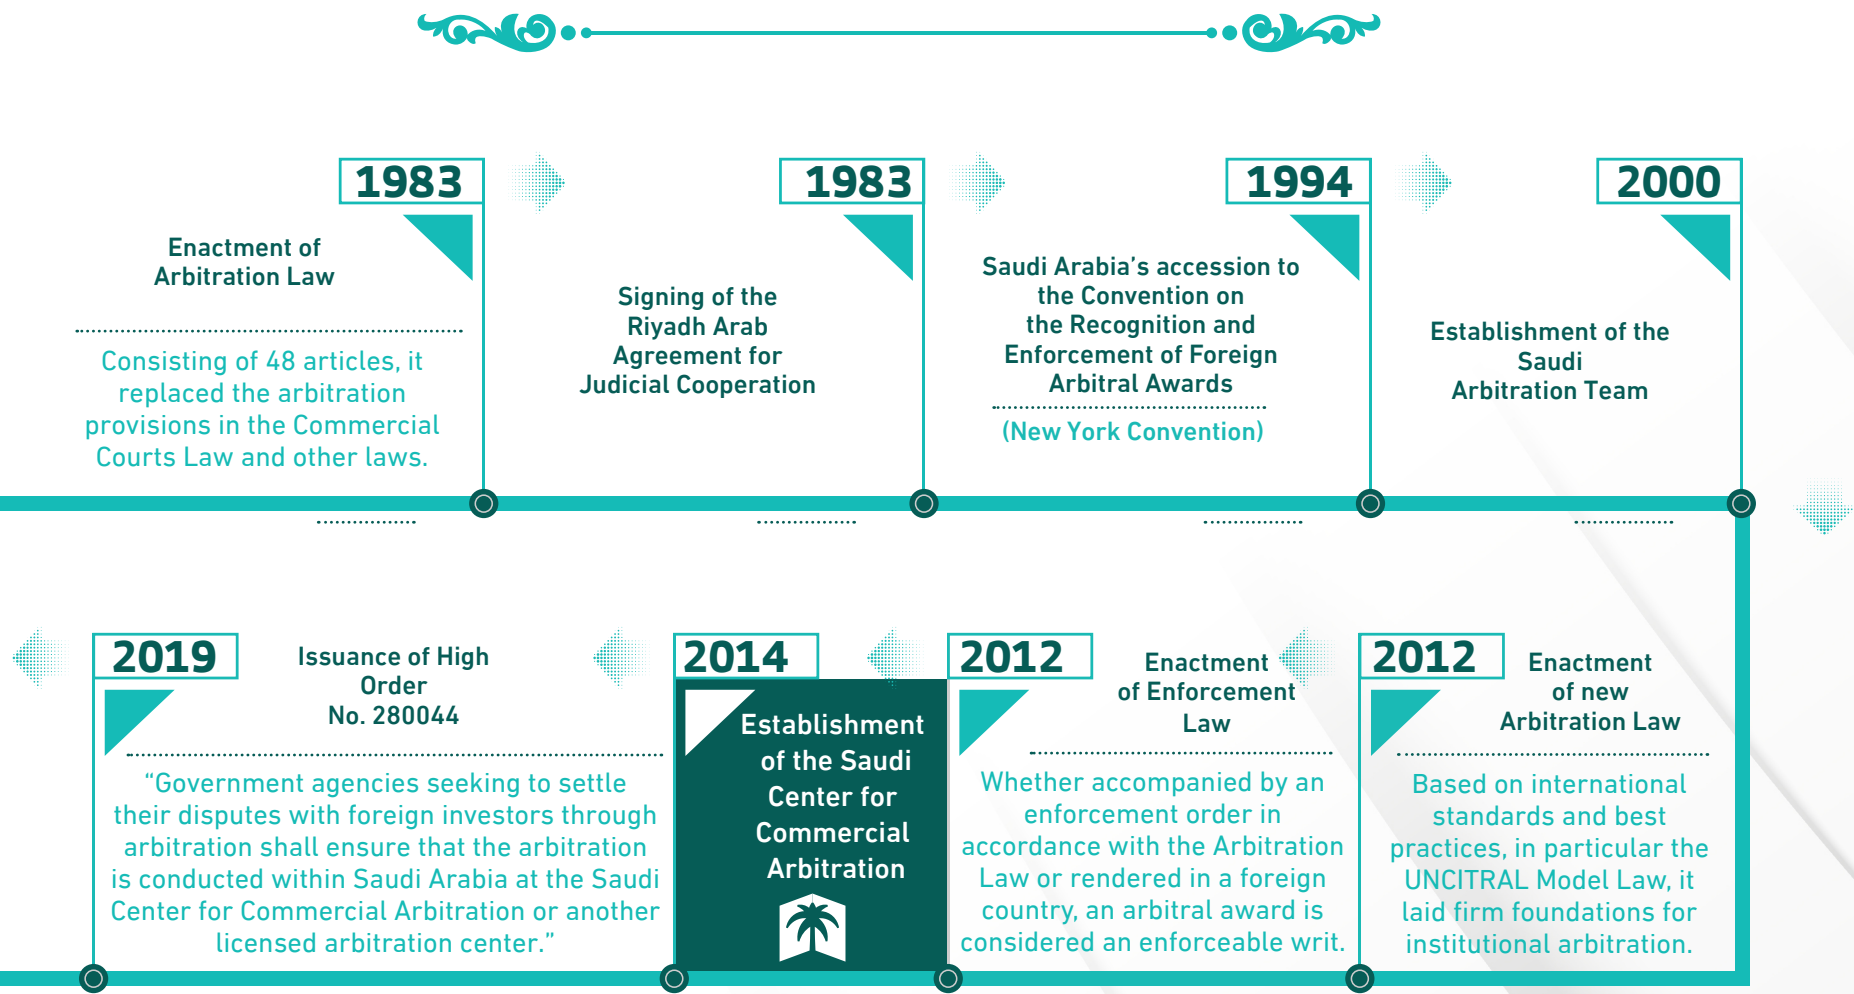 1983
Enactment of
Arbitration Law
Consisting of 48 articles, it
replaced the arbitration
provisions in the Commercial
Courts Law and other laws.
1983
Signing of the
Riyadh Arab
Agreement for
Judicial Cooperation
1994
Saudi Arabia's accession to
the Convention on
the Recognition and
Enforcement of Foreign
Arbitral Awards
(New York Convention)
2000
Establishment of the
Saudi
Arbitration Team
2012
Enactment
of new
Arbitration Law
Based on international
standards and best
practices, in particular the
UNCITRAL Model Law, it
laid firm foundations for
institutional arbitration.
2012
Enactment
of Enforcement
Law
Whether accompanied by an
enforcement order in
accordance with the Arbitration
Law or rendered in a foreign
country, an arbitral award is
considered an enforceable writ.
2014
Establishment
of the Saudi
Center for
Commercial
Arbitration
2019
Issuance of High
Order
No. 280044
“Government agencies seeking to settle
their disputes with foreign investors through
arbitration shall ensure that the arbitration
is conducted within Saudi Arabia at the Saudi
Center for Commercial Arbitration or another
licensed arbitration center.”